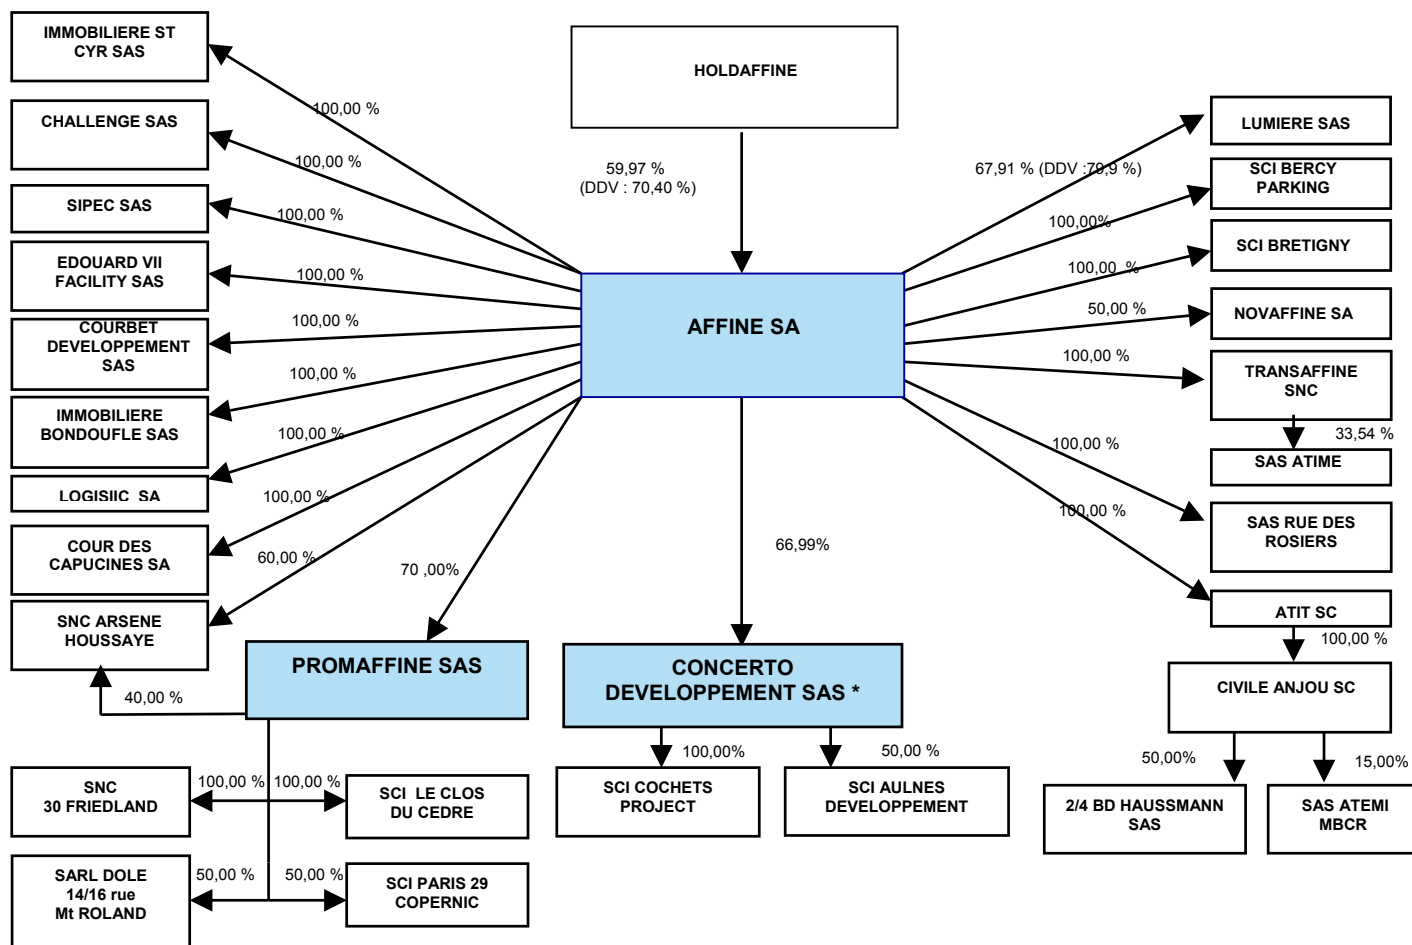 IMMOBILIERE ST
CYR SAS
HOLDAFFINE
100,00 %
CHALLENGE SAS
LUMIERE SAS
100,00 %
59,97 %
(DDV : 70,40 %)
67,91 % (DDV :79,9 %)
SCI BERCY
PARKING
SIPEC SAS
100,00 %
100,00%
SCI BRETIGNY
EDOUARD VII
FACILITY SAS
100,00 %
100,00 %
AFFINE SA
50,00 %
NOVAFFINE SA
COURBET
DEVELOPPEMENT
SAS
100,00 %
100,00 %
TRANSAFFINE
SNC
100,00 %
IMMOBILIERE
BONDOUFLE SAS
100,00 %
33,54 %
100,00 %
SAS ATIME
LOGISIIC SA
100,00 %
100,00 %
SAS RUE DES
ROSIERS
COUR DES
CAPUCINES SA
60,00 %
66,99%
70 ,00%
SNC ARSENE
HOUSSAYE
ATIT SC
100,00 %
PROMAFFINE SAS
CONCERTO
DEVELOPPEMENT SAS *
CIVILE ANJOU SC
40,00 %
100,00%
50,00 %
50,00%
15,00%
SNC
30 FRIEDLAND
100,00 %
100,00 %
SCI LE CLOS
DU CEDRE
SCI COCHETS
PROJECT
SCI AULNES
DEVELOPPEMENT
2/4 BD HAUSSMANN
SAS
SAS ATEMI
MBCR
SARL DOLE
14/16 rue
Mt ROLAND
50,00 %
50,00 %
SCI PARIS 29
COPERNIC